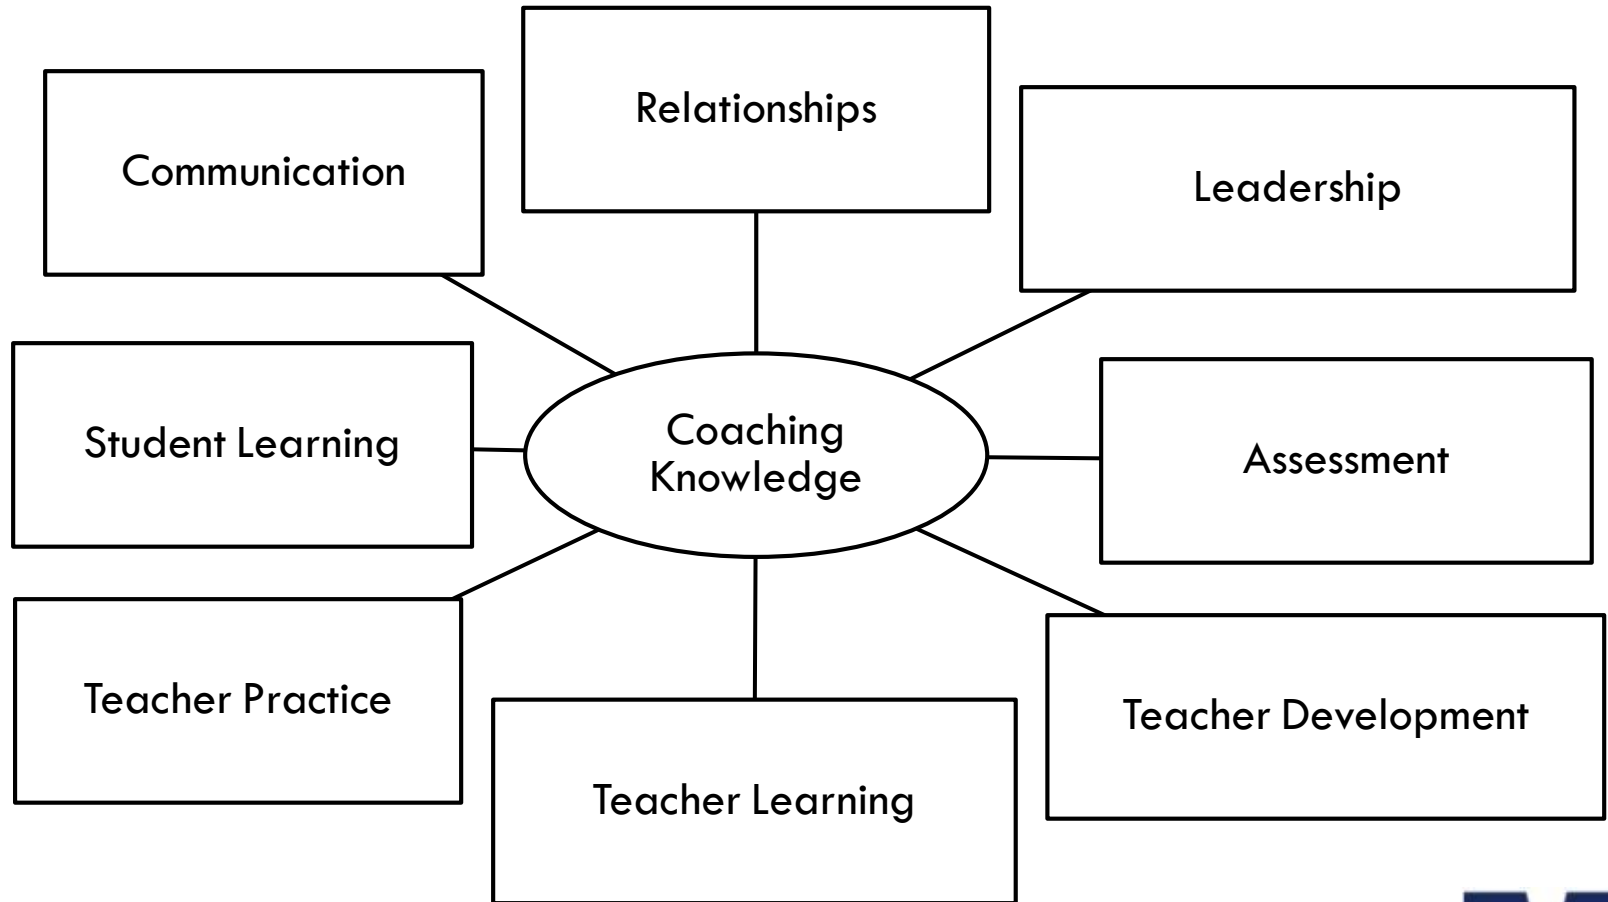 Relationships
Communication
Leadership
Coaching
Knowledge
Student Learning
Assessment
Teacher Practice
Teacher Development
Teacher Learning